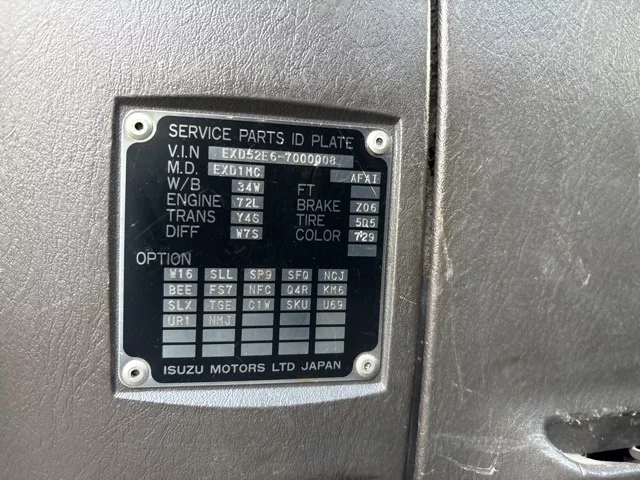 SERVICE PARTS ID PLATE
V.I.N EXD52E6-7000008
M.D. EXD1MC AFAI
W/B 34W FT
ENGINE 72L BRAKE Z06
TRANS Y4S TIRE 5Q5
DIFF W7S COLOR 729
OPTION
W16 SLL SP9 SFQ NCJ
BEE FS7 NFC Q4R KM6
SLX TGE C1W SKU U69
UR1 NMJ
ISUZU MOTORS LTD JAPAN